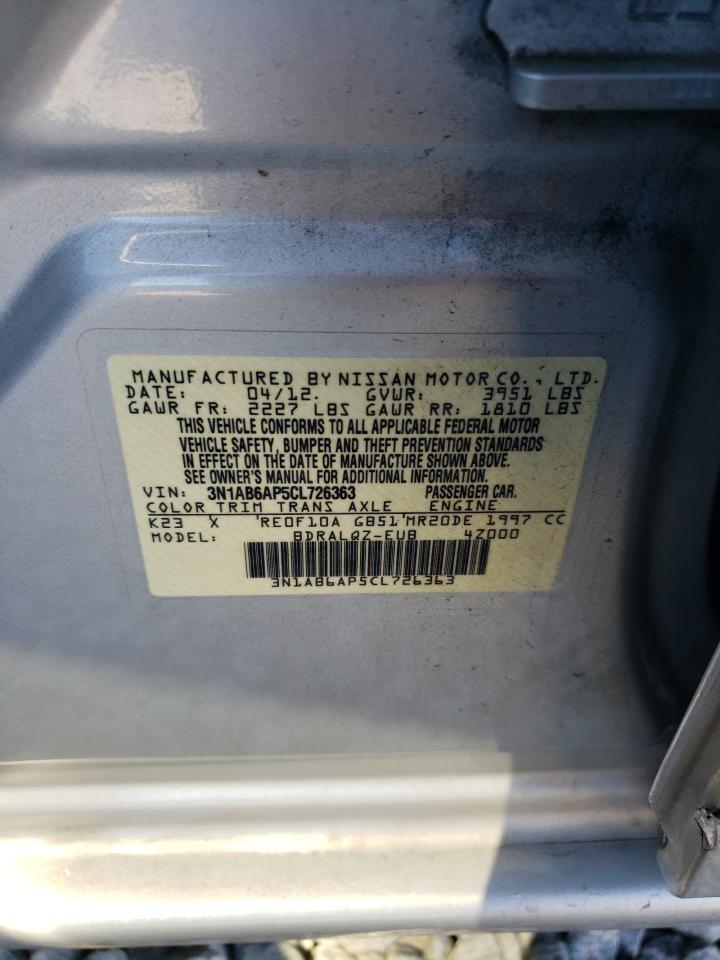 MANUFACTURED BY NISSAN MOTOR CO., LTD.
DATE: 04/12. GVWR: 3951 LBS
GAWR FR: 2227 LBS GAWR RR: 1810 LBS
THIS VEHICLE CONFORMS TO ALL APPLICABLE FEDERAL MOTOR
VEHICLE SAFETY, BUMPER AND THEFT PREVENTION STANDARDS
IN EFFECT ON THE DATE OF MANUFACTURE SHOWN ABOVE.
SEE OWNER'S MANUAL FOR ADDITIONAL INFORMATION.
VIN: 3N1AB6AP5CL726363 PASSENGER CAR.
COLOR TRIM TRANS AXLE ENGINE
K23 X 'RE0F10A GB51'MR20DE 1997 CC
MODEL: BDRALQZ-EUB 4Z000
3N1AB6AP5CL726363